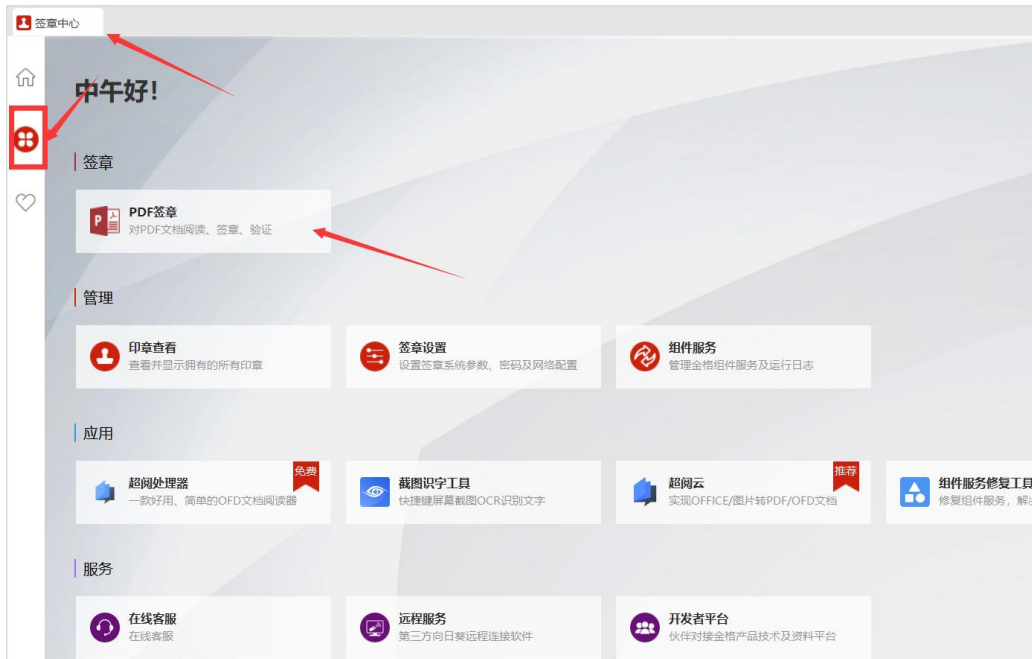 签章中心
中午好!
签章
PDF签章
对PDF文档阅读、签章、验证
管理
印章查看
查看并显示拥有的所有印章
签章设置
设置签章系统参数、密码及网络配置
组件服务
管理金格组件服务及运行日志
应用
超阅处理器
免费
一款好用、简单的OFD文档阅读器
截图识字工具
快捷键屏幕截图OCR识别文字
超阅云
推荐
实现OFFICE/图片转PDF/OFD文档
组件服务修复工具
修复组件服务，解
服务
在线客服
在线客服
远程服务
第三方向日葵远程连接软件
开发者平台
伙伴对接金格产品技术及资料平台